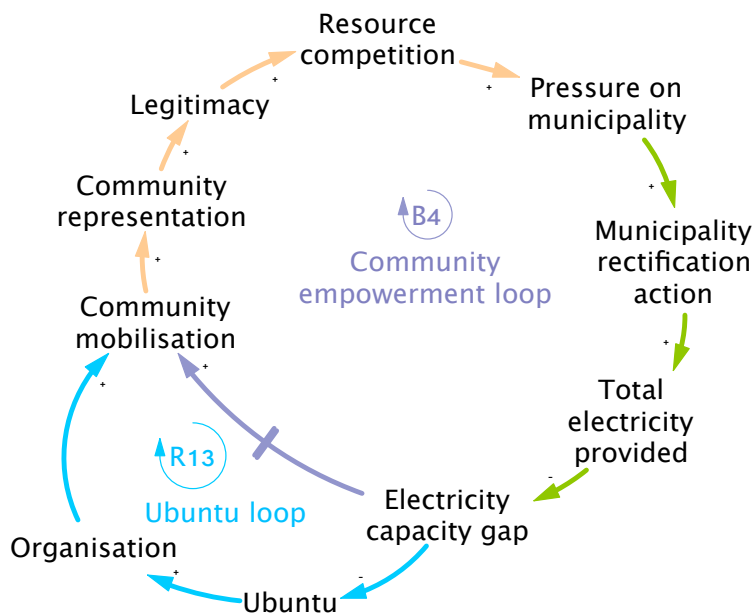 Resource
competition
+
+
Pressure on
municipality
Legitimacy
+
+
Community
representation
B4
Municipality
rectification
action
Community
empowerment loop
+
Community
mobilisation
+
+
+
Total
electricity
provided
R13
-
Electricity
capacity gap
Ubuntu loop
Organisation
+
-
Ubuntu